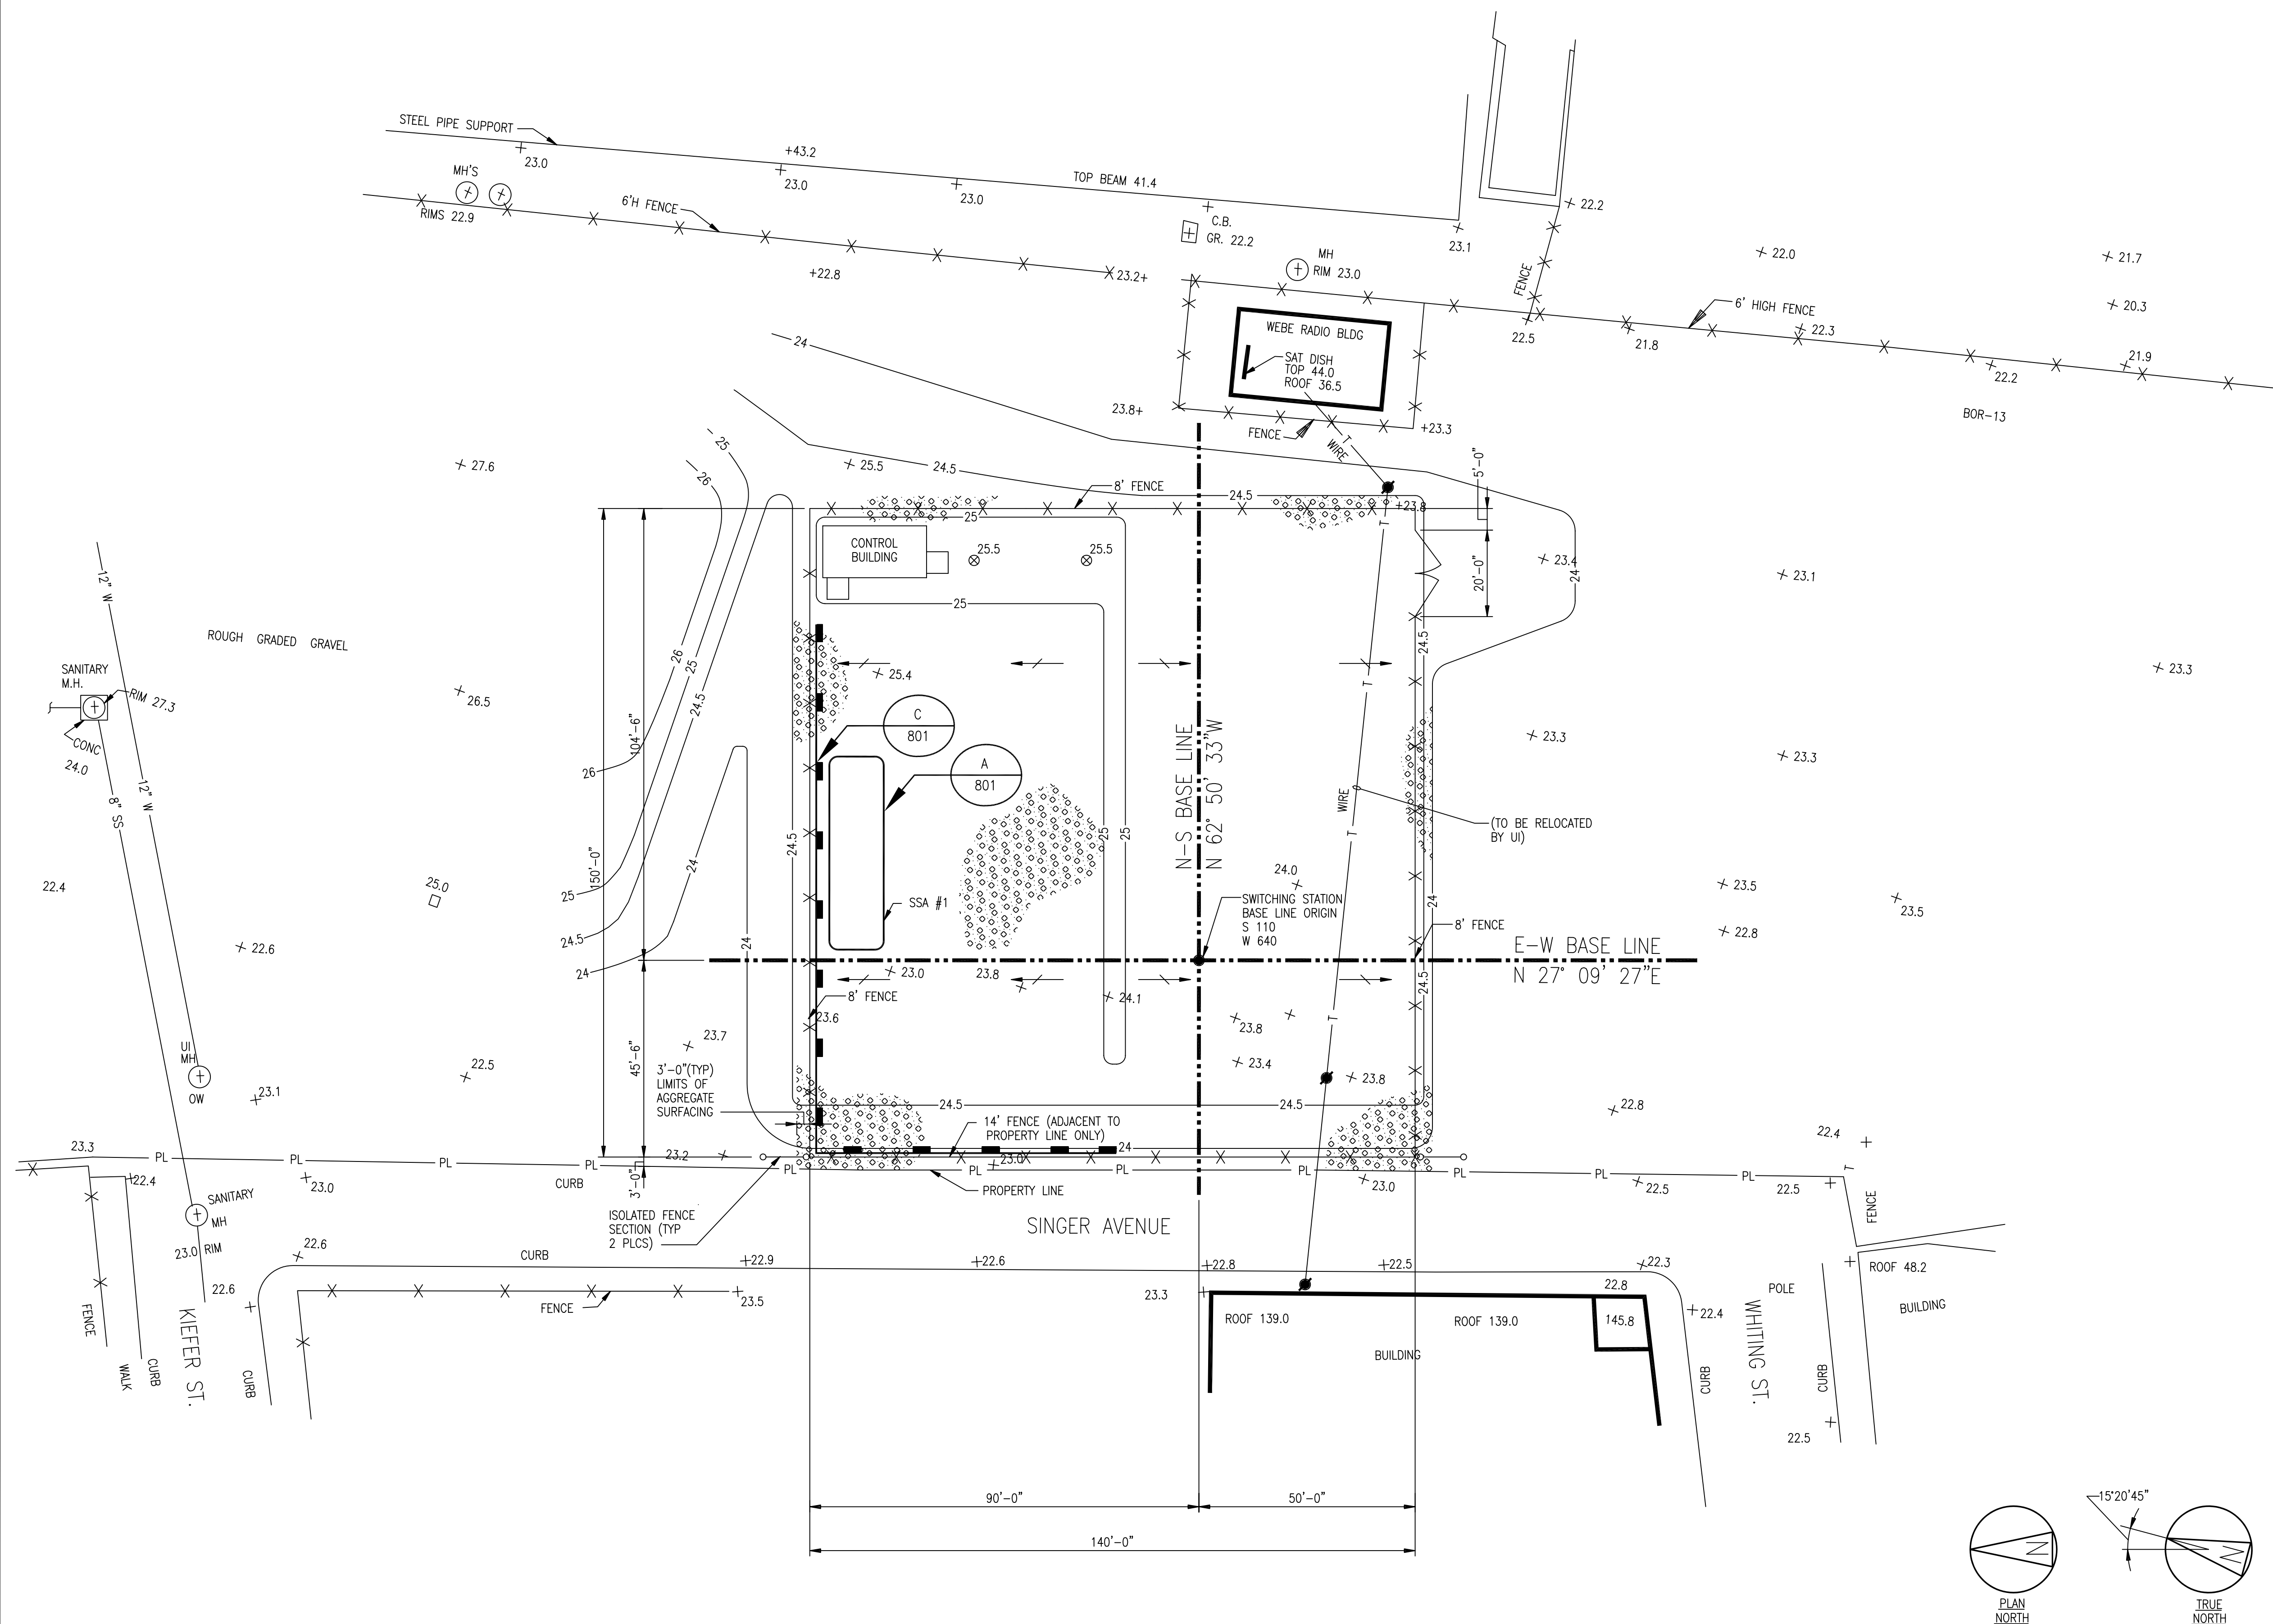 STEEL PIPE SUPPORT
23.0
+43.2
23.0
23.0
TOP BEAM 41.4
MH'S
RIMS 22.9
6'H FENCE
C.B.
GR. 22.2
23.1
22.2
22.0
21.7
+22.8
23.2+
MH
RIM 23.0
FENCE
6' HIGH FENCE
20.3
WEBE RADIO BLDG
SAT DISH
TOP 44.0
ROOF 36.5
22.5
21.8
22.3
22.2
21.9
BOR-13
24
23.8+
FENCE
+23.3
T
WIRE
25
26
27.6
25.5
24.5
8' FENCE
24.5
+23.8
5'-0"
25
CONTROL
BUILDING
25.5
25.5
T
20'-0"
23.4
24
23.1
12" W
25
24.5
ROUGH GRADED GRAVEL
SANITARY
M.H.
RIM 27.3
CONC
24.0
26.5
26
25
24.5
25.4
T
23.3
C
801
A
801
104'-6"
26
N-S BASE LINE
N 62° 50' 33"W
23.3
23.3
12" W
8" SS
24.5
25
25
WIRE
T
(TO BE RELOCATED
BY UI)
150'-0"
24
22.4
25.0
25
SSA #1
24.0
SWITCHING STATION
BASE LINE ORIGIN
S 110
W 640
24
23.5
23.5
22.8
8' FENCE
22.6
24.5
24
24
E-W BASE LINE
N 27° 09' 27"E
23.0
23.8
24.1
24.5
8' FENCE
23.6
23.8
T
UI
MH
OW
23.1
22.5
23.7
45'-6"
3'-0"(TYP)
LIMITS OF
AGGREGATE
SURFACING
23.4
23.8
24.5
24.5
22.8
14' FENCE (ADJACENT TO
PROPERTY LINE ONLY)
24
22.4
23.3
PL
PL
PL
PL
23.2
PL
PL
23.0
PL
PL
PL
PL
PL
T
22.4
23.0
CURB
3'-0"
PROPERTY LINE
23.0
22.5
22.5
FENCE
SANITARY
MH
23.0 RIM
ISOLATED FENCE
SECTION (TYP
2 PLCS)
SINGER AVENUE
22.6
CURB
22.9
22.6
22.8
22.5
22.3
ROOF 48.2
22.6
FENCE
23.5
23.3
22.8
POLE
BUILDING
FENCE
WALK
CURB
KIEFER ST.
CURB
ROOF 139.0
ROOF 139.0
145.8
22.4
BUILDING
CURB
WHITING ST.
CURB
22.5
90'-0"
50'-0"
140'-0"
15°20'45"
N
N
PLAN
NORTH
TRUE
NORTH